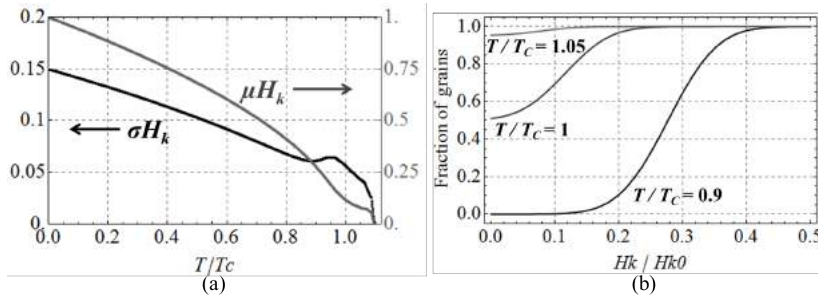 0.2
0.15
0.1
0.05
0
1.
0.75
0.5
0.25
0.
μHk
σHk
0.0 0.2 0.4 0.6 0.8 1.0
T/Tc
(a)
Fraction of grains
1.0
0.8
0.6
0.4
0.2
0.0
T/TC = 1.05
T/TC = 1
T/TC = 0.9
0.0 0.1 0.2 0.3 0.4 0.5
Hk / Hk0
(b)